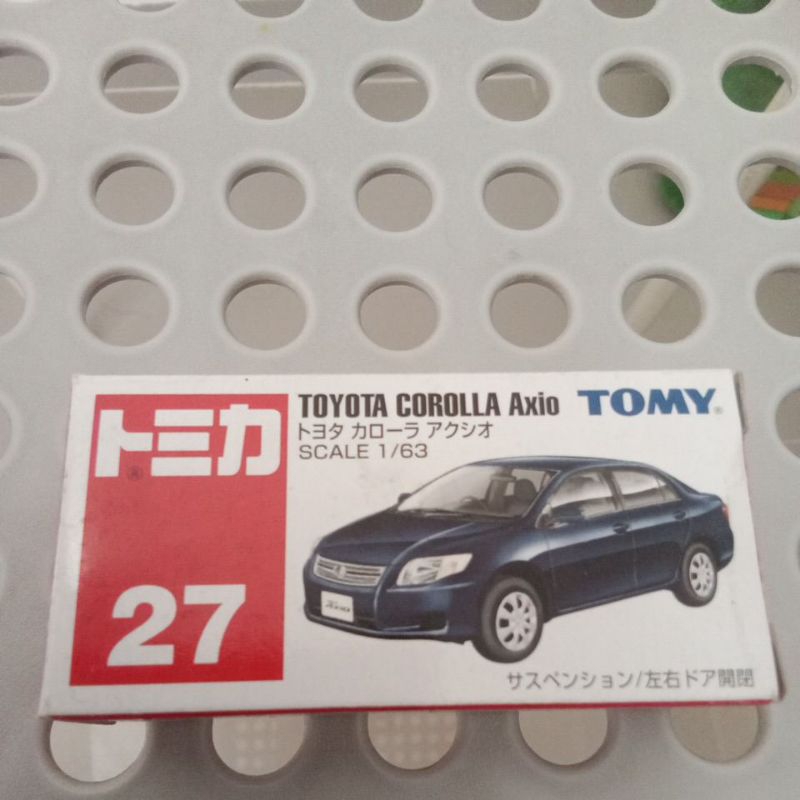 トミカ
27
TOYOTA COROLLA Axio
トヨタ カローラ アクシオ
SCALE 1/63
TOMY®
Axio
サスペンション/左右ドア開閉